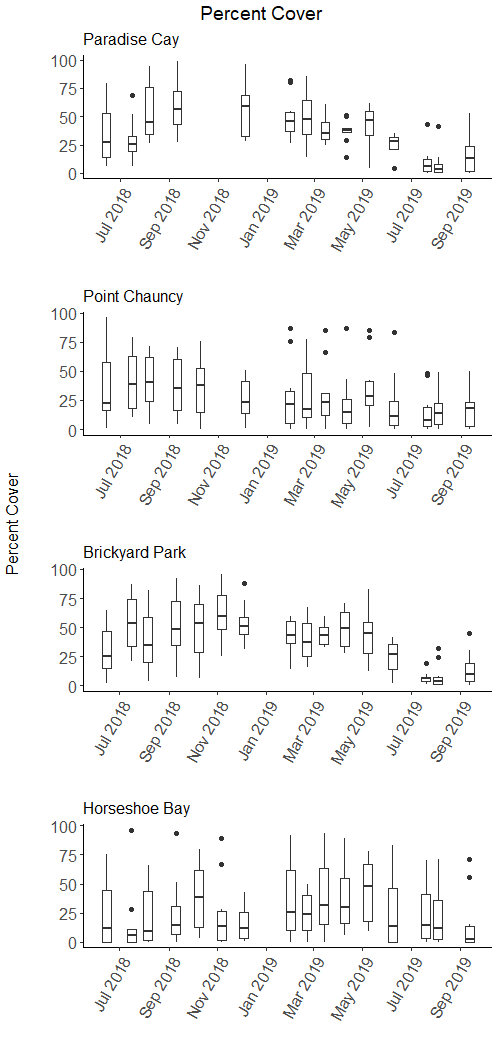 Percent Cover
Paradise Cay
100
75
50
25
0
Jul 2018
Sep 2018
Nov 2018
Jan 2019
Mar 2019
May 2019
Jul 2019
Sep 2019
Point Chauncy
100
75
50
25
0
Jul 2018
Sep 2018
Nov 2018
Jan 2019
Mar 2019
May 2019
Jul 2019
Sep 2019
Percent Cover
Brickyard Park
100
75
50
25
0
Jul 2018
Sep 2018
Nov 2018
Jan 2019
Mar 2019
May 2019
Jul 2019
Sep 2019
Horseshoe Bay
100
75
50
25
0
Jul 2018
Sep 2018
Nov 2018
Jan 2019
Mar 2019
May 2019
Jul 2019
Sep 2019